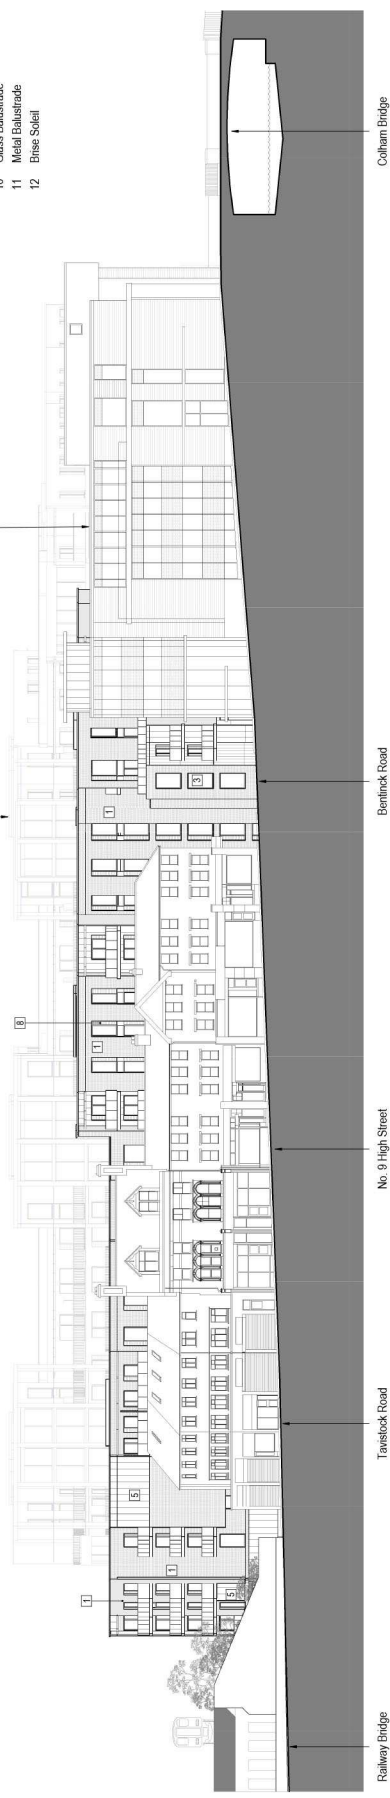 10 Glass Balustrade
11 Metal Balustrade
12 Brise Soleil
8
1
1
1
5
1
3
5
Railway Bridge
Tavistock Road
No. 9 High Street
Bentinck Road
Colham Bridge